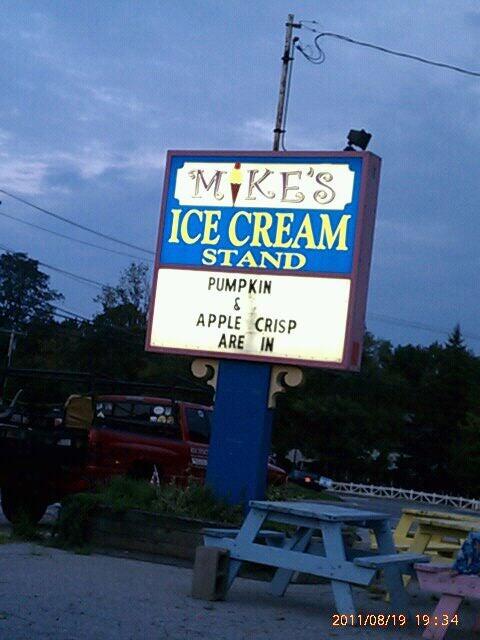 MIKE'S
ICE CREAM
STAND
PUMPKIN
&
APPLE CRISP
ARE IN
2011/08/19 19:34